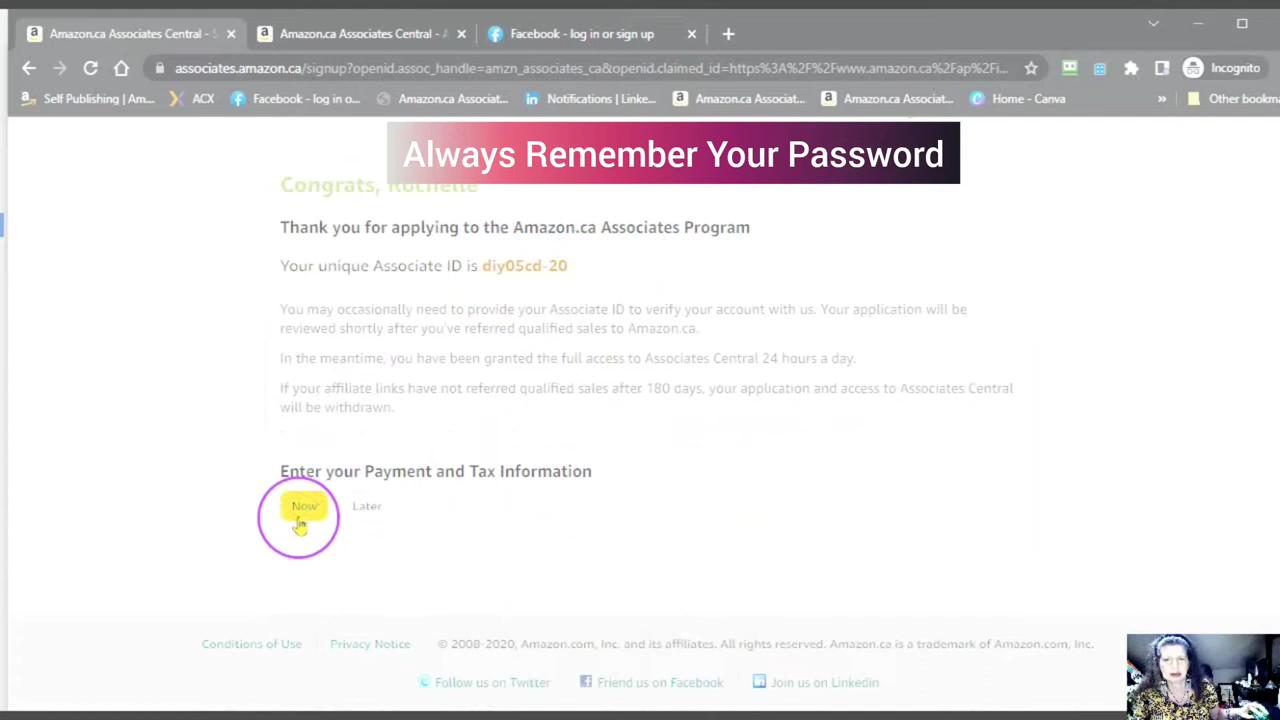 Amazon.ca Associates Central - S
Amazon.ca Associates Central - A
Facebook - log in or sign up
associates.amazon.ca/signup?openid.assoc_handle=amzn_associates_ca&openid.claimed_id=https%3A%2F%2Fwww.amazon.ca%2Fap%2Fi...
Incognito
Self Publishing | Am...
ACX
Facebook - log in o...
Amazon.ca Associat...
Notifications | Linke...
Amazon.ca Associat...
Amazon.ca Associat...
Home - Canva
»
Other bookma
Always Remember Your Password
Congrats, Rochelle
Thank you for applying to the Amazon.ca Associates Program
Your unique Associate ID is diy05cd-20
You may occasionally need to provide your Associate ID to verify your account with us. Your application will be
reviewed shortly after you've referred qualified sales to Amazon.ca.
In the meantime, you have been granted the full access to Associates Central 24 hours a day.
If your affiliate links have not referred qualified sales after 180 days, your application and access to Associates Central
will be withdrawn.
Enter your Payment and Tax Information
Now
Later
Conditions of Use
Privacy Notice
© 2008-2020, Amazon.com, Inc. and its affiliates. All rights reserved. Amazon.ca is a trademark of Amazon.com, Inc.
Follow us on Twitter
Friend us on Facebook
Join us on Linkedin